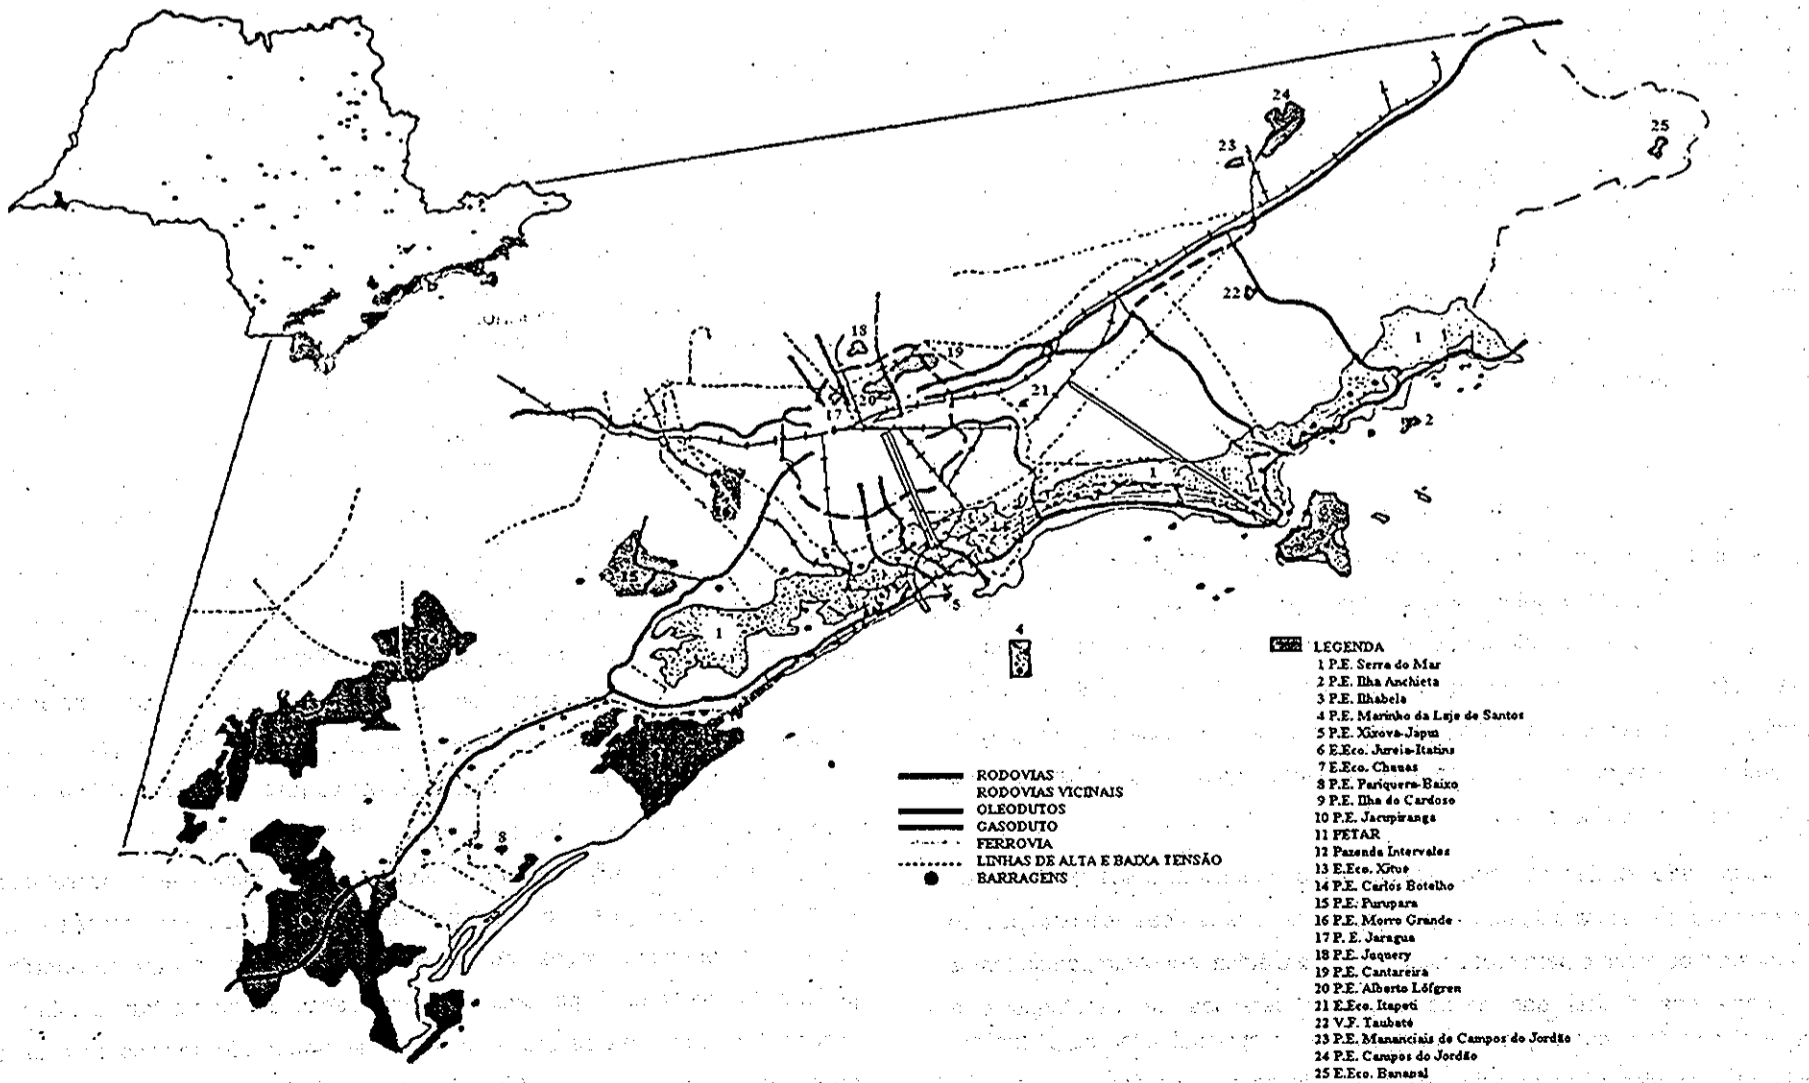 24
25
23
22
1
18
19
20
21
2
1
15
5
1
4
8
RODOVIAS
RODOVIAS VICINAIS
OLEODUTOS
GASODUTO
FERROVIA
LINHAS DE ALTA E BAIXA TENSÃO
BARRAGENS
LEGENDA
1 P.E. Serra do Mar
2 P.E. Ilha Anchieta
3 P.E. Ilhabela
4 P.E. Marinho da Laje de Santos
5 P.E. Xixova-Japui
6 E.Eco. Jureia-Itatins
7 E.Eco. Chauas
8 P.E. Pariquera-Baixo
9 P.E. Ilha do Cardoso
10 P.E. Jacupiranga
11 PETAR
12 Fazenda Intervales
13 E.Eco. Xitue
14 P.E. Carlos Botelho
15 P.E. Furupara
16 P.E. Morro Grande
17 P. E. Jaragua
18 P.E. Juquery
19 P.E. Cantareira
20 P.E. Alberto Löfgren
21 E.Eco. Itapeti
22 V.F. Taubaté
23 P.E. Mananciais de Campos do Jordão
24 P.E. Campos do Jordão
25 E.Eco. Bananal